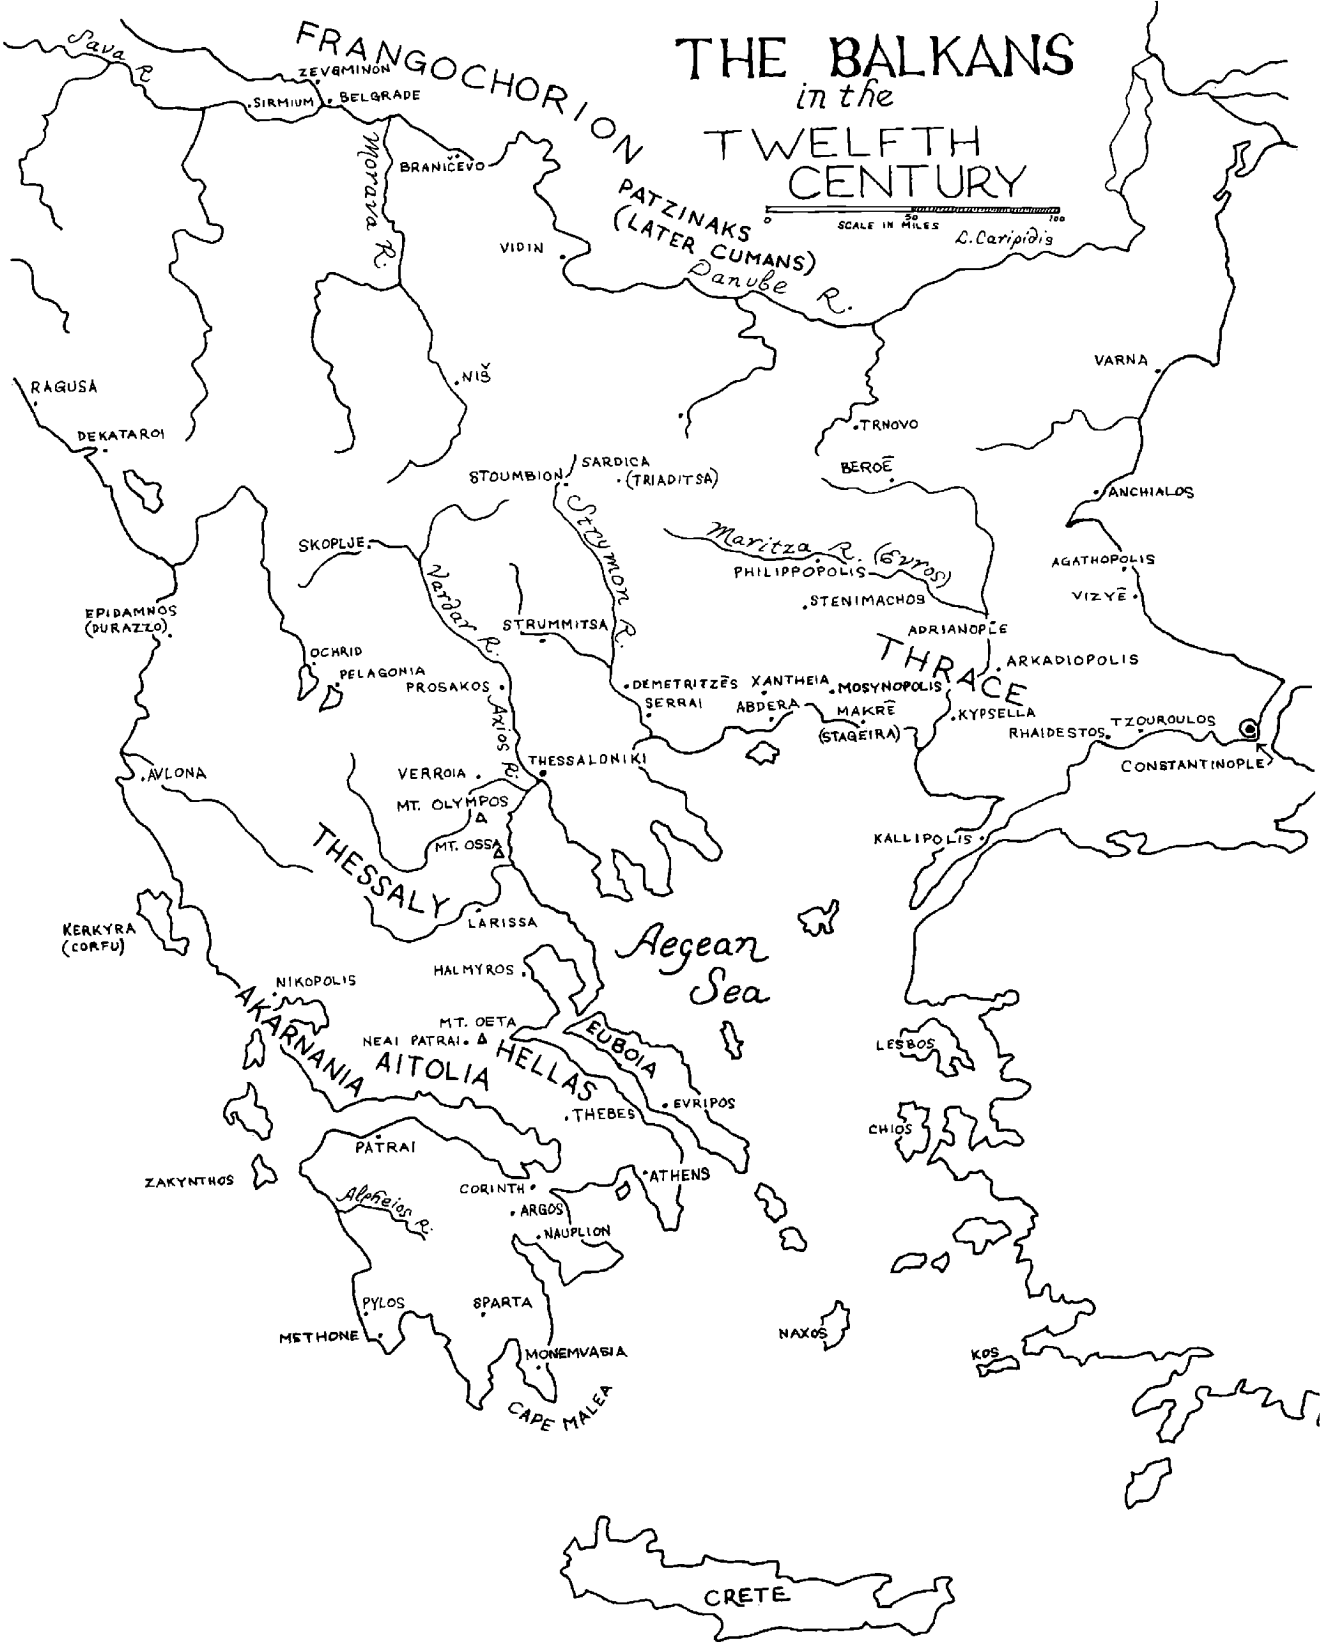 THE BALKANS
in the
TWELFTH
CENTURY
0 50 100
SCALE IN MILES
L. Caripidis
FRANGOCHORION
Sava R.
ZEVGMINON
SIRMIUM
BELGRADE
Morava R.
BRANIČEVO
PATZINAKS
(LATER CUMANS)
VIDIN
Danube R.
VARNA
NIŠ
RAGUSA
TRNOVO
DEKATAROI
BEROĒ
SARDICA
(TRIADITSA)
STOUMBION
ANCHIALOS
Strymon R.
Maritza R. (Evros)
SKOPLJE
AGATHOPOLIS
PHILIPPOPOLIS
Vardar R.
VIZYĒ
STENIMACHOS
EPIDAMNOS
(DURAZZO)
STRUMMITSA
ADRIANOPLE
THRACE
OCHRID
ARKADIOPOLIS
PELAGONIA
PROSAKOS
DEMETRITZĒS
XANTHEIA
MOSYNOPOLIS
SERRAI
ABDERA
MAKRĒ
(STAGEIRA)
KYPSELLA
Axios R.
RHAIDESTOS
TZOUROULOS
CONSTANTINOPLE
THESSALONIKI
AVLONA
VERROIA
MT. OLYMPOS
MT. OSSA
KALLIPOLIS
THESSALY
LARISSA
KERKYRA
(CORFU)
Aegean
Sea
HALMYROS
NIKOPOLIS
AKARNANIA
MT. OETA
NEAI PATRAI
EUBOIA
LESBOS
AITOLIA
HELLAS
EVRIPOS
THEBES
CHIOS
PATRAI
ZAKYNTHOS
CORINTH
ATHENS
Alpheios R.
ARGOS
NAUPLION
PYLOS
SPARTA
METHONE
NAXOS
MONEMVASIA
KOS
CAPE MALEA
CRETE